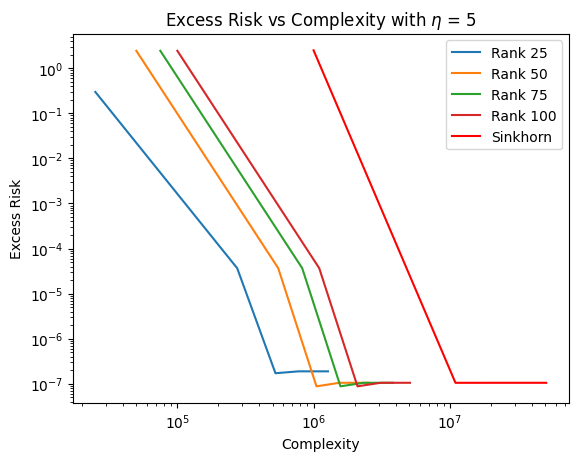 Excess Risk vs Complexity with η = 5
Excess Risk
10⁰
10⁻¹
10⁻²
10⁻³
10⁻⁴
10⁻⁵
10⁻⁶
10⁻⁷
Rank 25
Rank 50
Rank 75
Rank 100
Sinkhorn
10⁵
10⁶
10⁷
Complexity